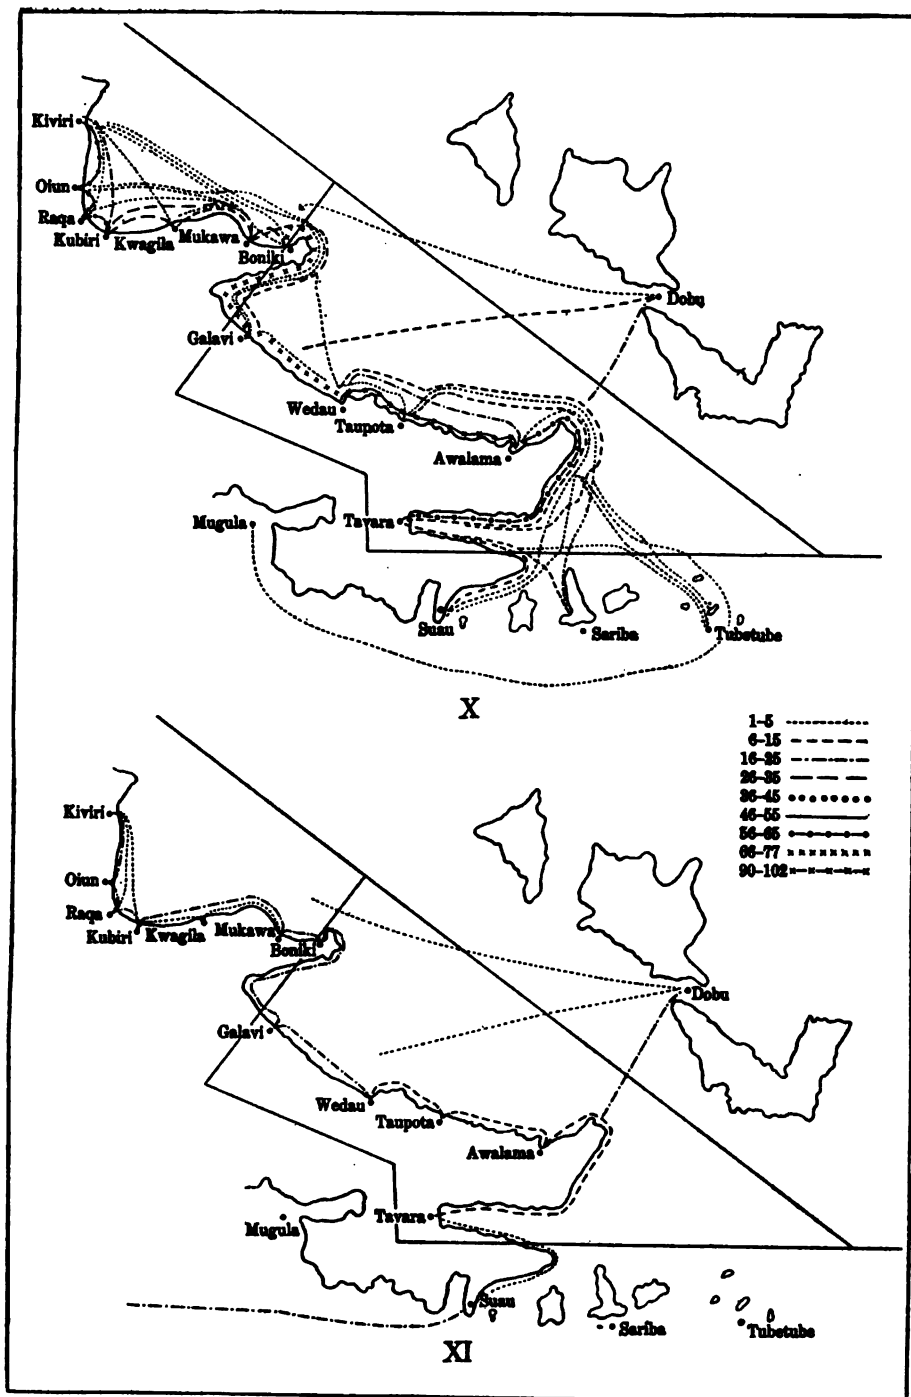 Kiviri
Oiun
Raqa
Kubiri
Kwagila
Mukawa
Boniki
Dobu
Galavi
Wedau
Taupota
Awalama
Mugula
Tavara
Suau
Sariba
Tubetube
X
1-5
6-15
16-25
26-35
36-45
46-55
56-65
66-77
90-102
Kiviri
Oiun
Raqa
Kubiri
Kwagila
Mukawa
Boniki
Dobu
Galavi
Wedau
Taupota
Awalama
Tavara
Mugula
Suau
Sariba
Tubetube
XI